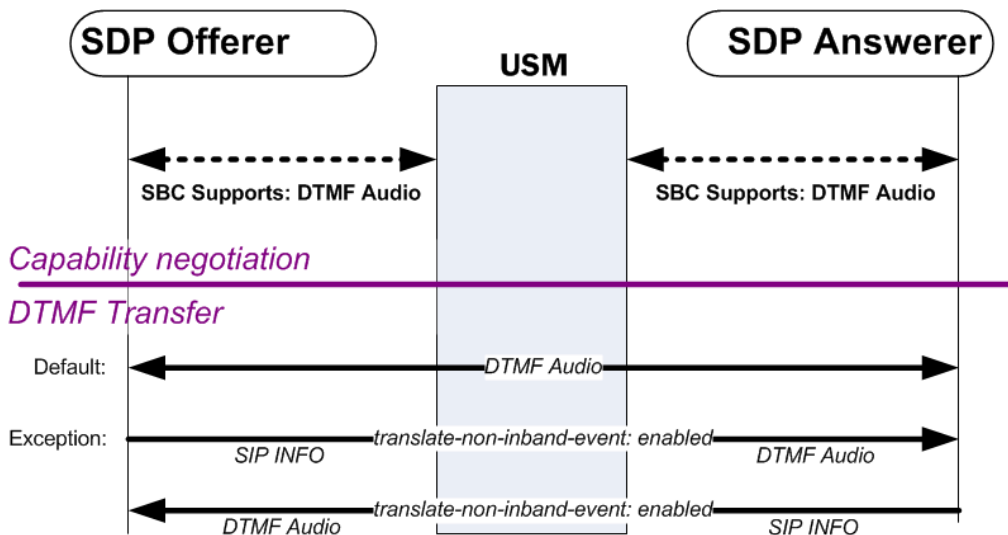 SDP Offerer
SDP Answerer
USM
SBC Supports: DTMF Audio
SBC Supports: DTMF Audio
Capability negotiation
DTMF Transfer
Default:
DTMF Audio
Exception:
translate-non-inband-event: enabled
SIP INFO
DTMF Audio
translate-non-inband-event: enabled
DTMF Audio
SIP INFO